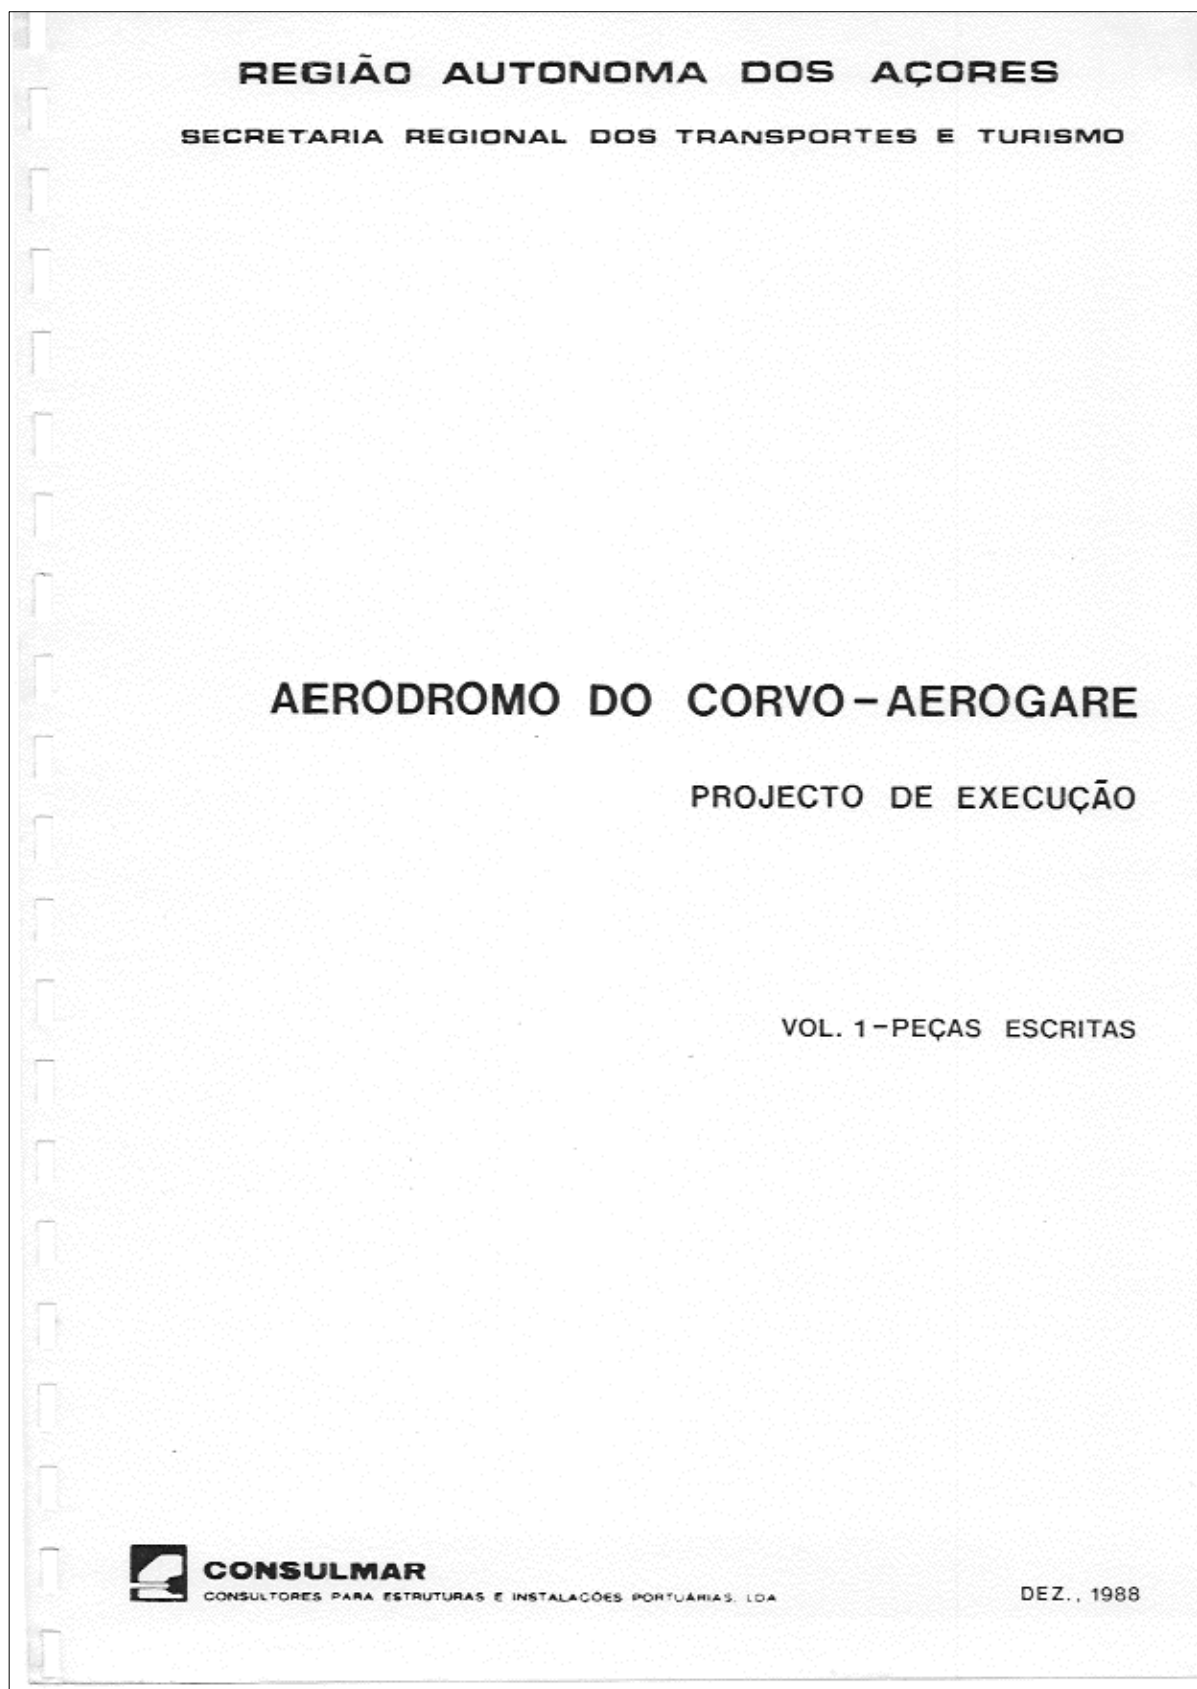 REGIÃO AUTONOMA DOS AÇORES
SECRETARIA REGIONAL DOS TRANSPORTES E TURISMO
AERÓDROMO DO CORVO-AEROGARE
PROJECTO DE EXECUÇÃO
VOL. 1-PEÇAS ESCRITAS
CONSULMAR
CONSULTORES PARA ESTRUTURAS E INSTALAÇÕES PORTUÁRIAS, LDA
DEZ., 1988